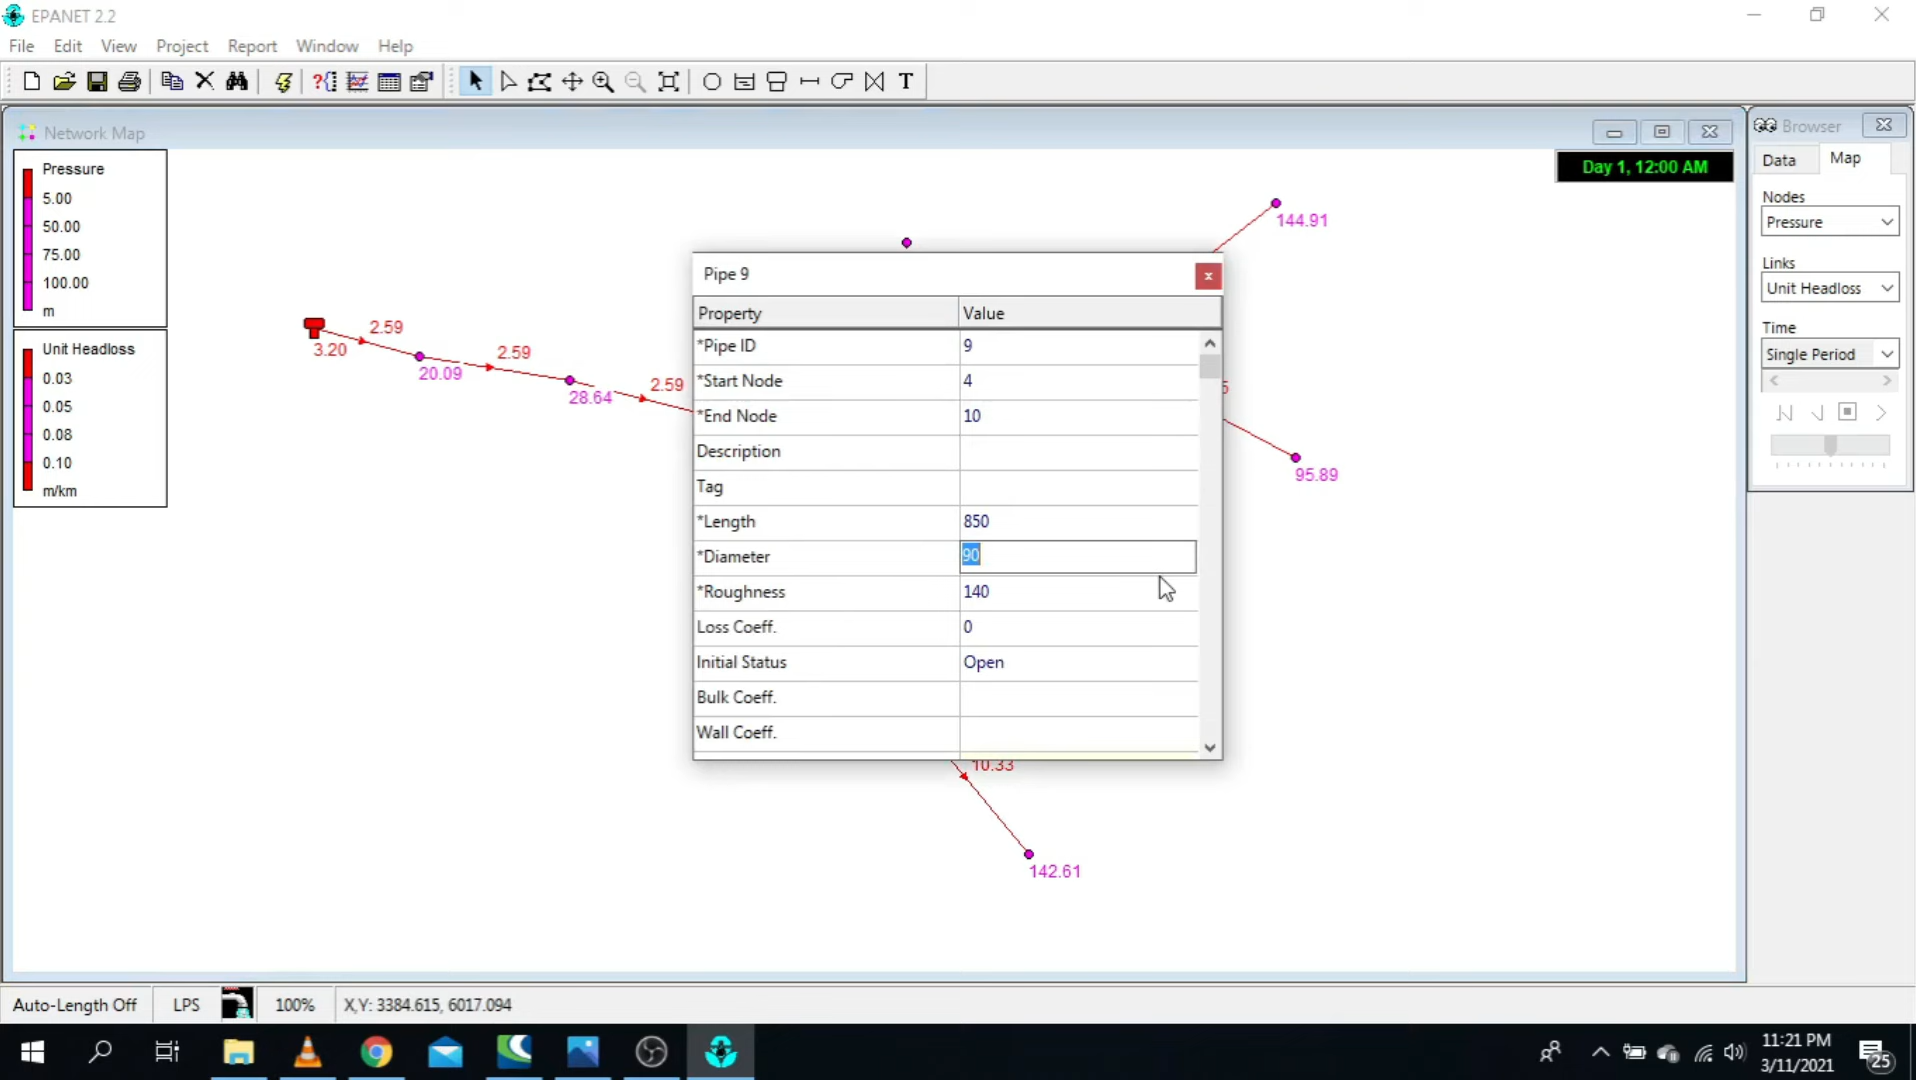 EPANET 2.2
File Edit View Project Report Window Help
T
Network Map
Day 1, 12:00 AM
Pressure
5.00
50.00
75.00
100.00
m
Unit Headloss
0.03
0.05
0.08
0.10
m/km
3.20
2.59
20.09
2.59
28.64
2.59
144.91
5
95.89
10.33
142.61
Pipe 9
Property Value
*Pipe ID 9
*Start Node 4
*End Node 10
Description
Tag
*Length 850
*Diameter 90
*Roughness 140
Loss Coeff. 0
Initial Status Open
Bulk Coeff.
Wall Coeff.
Browser
Data Map
Nodes
Pressure
Links
Unit Headloss
Time
Single Period
Auto-Length Off LPS 100% X,Y: 3384.615, 6017.094
11:21 PM
3/11/2021
25